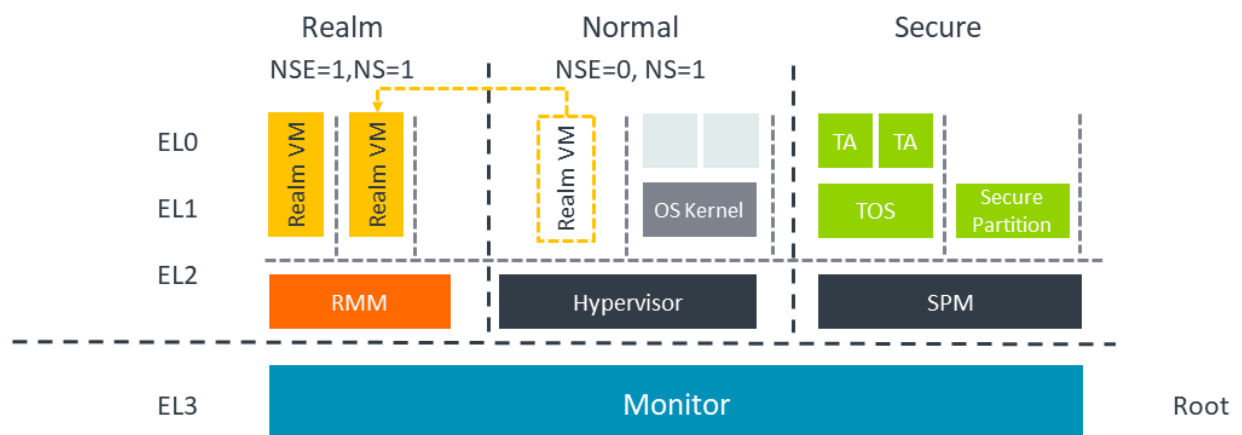 Realm
Normal
Secure
NSE=1,NS=1
NSE=0, NS=1
EL0
Realm VM
Realm VM
Realm VM
TA
TA
EL1
OS Kernel
TOS
Secure
Partition
EL2
RMM
Hypervisor
SPM
EL3
Monitor
Root